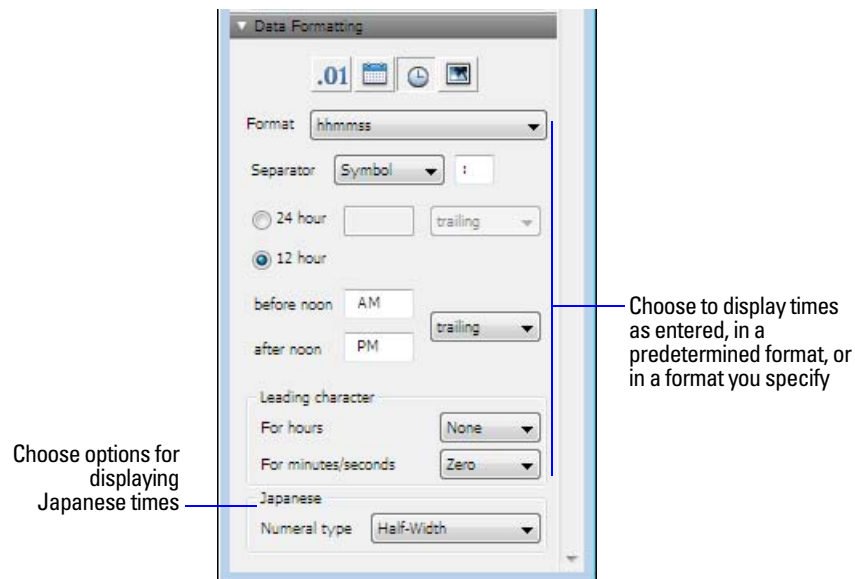 Data Formatting
.01
Format hhmmss
Separator Symbol :
24 hour trailing
12 hour
before noon AM
trailing
after noon PM
Leading character
For hours None
For minutes/seconds Zero
Japanese
Numeral type Half-Width
Choose to display times
as entered, in a
predetermined format, or
in a format you specify
Choose options for
displaying
Japanese times